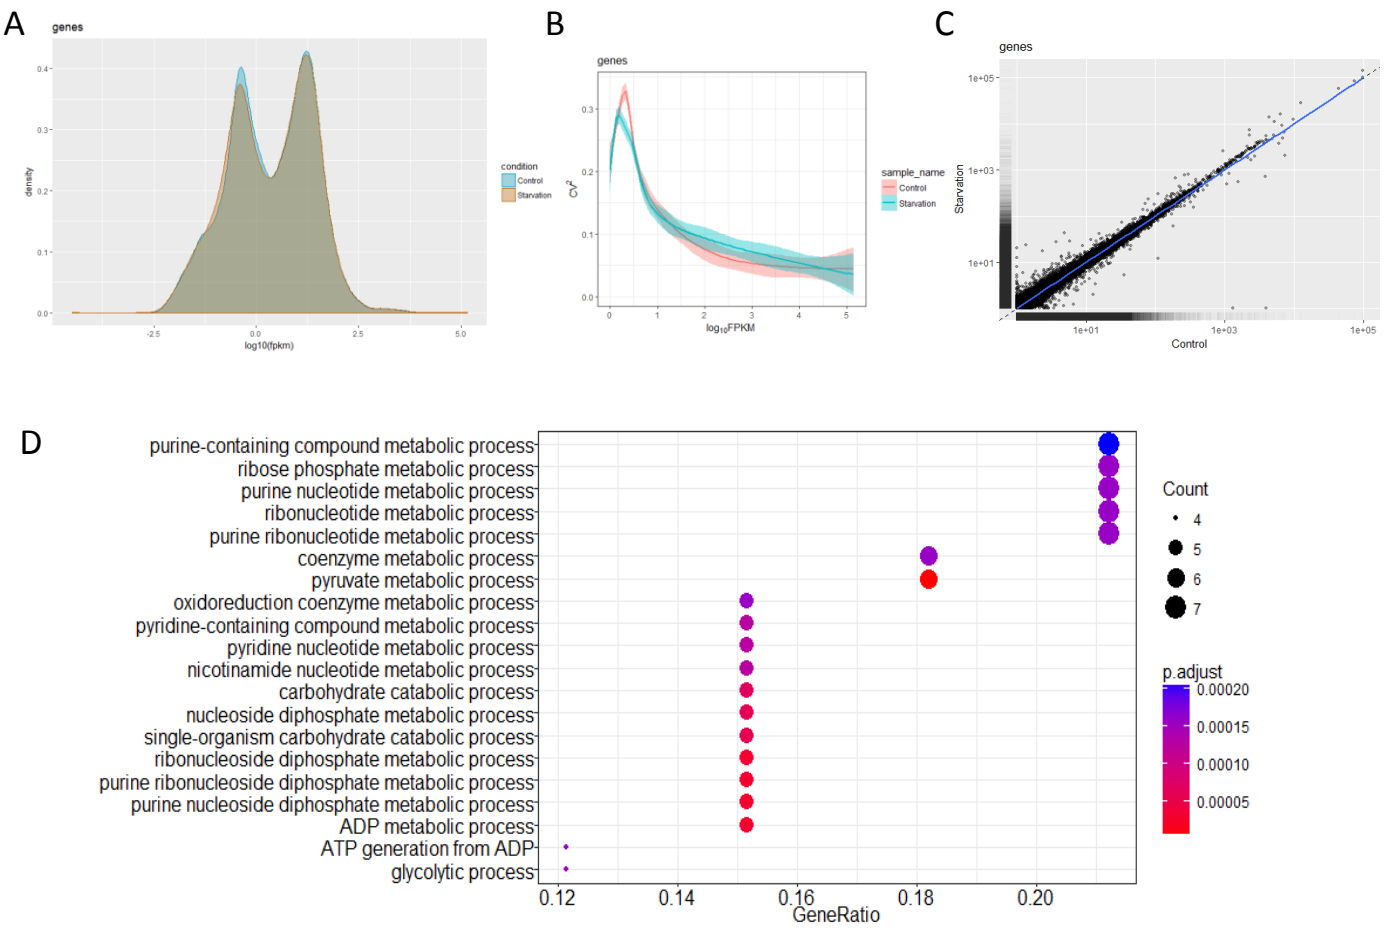 A
genes
0.4
0.3
0.2
0.1
0.0
density
-2.5
0.0
2.5
5.0
log10(fpkm)
condition
Control
Starvation
B
genes
0.3
0.2
0.1
0.0
CV²
0
1
2
3
4
5
log₁₀FPKM
sample_name
Control
Starvation
C
genes
1e+05
1e+03
1e+01
Starvation
1e+01
1e+03
1e+05
Control
D
purine-containing compound metabolic process
ribose phosphate metabolic process
purine nucleotide metabolic process
ribonucleotide metabolic process
purine ribonucleotide metabolic process
coenzyme metabolic process
pyruvate metabolic process
oxidoreduction coenzyme metabolic process
pyridine-containing compound metabolic process
pyridine nucleotide metabolic process
nicotinamide nucleotide metabolic process
carbohydrate catabolic process
nucleoside diphosphate metabolic process
single-organism carbohydrate catabolic process
ribonucleoside diphosphate metabolic process
purine ribonucleoside diphosphate metabolic process
purine nucleoside diphosphate metabolic process
ADP metabolic process
ATP generation from ADP
glycolytic process
0.12
0.14
0.16
0.18
0.20
GeneRatio
Count
4
5
6
7
p.adjust
0.00020
0.00015
0.00010
0.00005